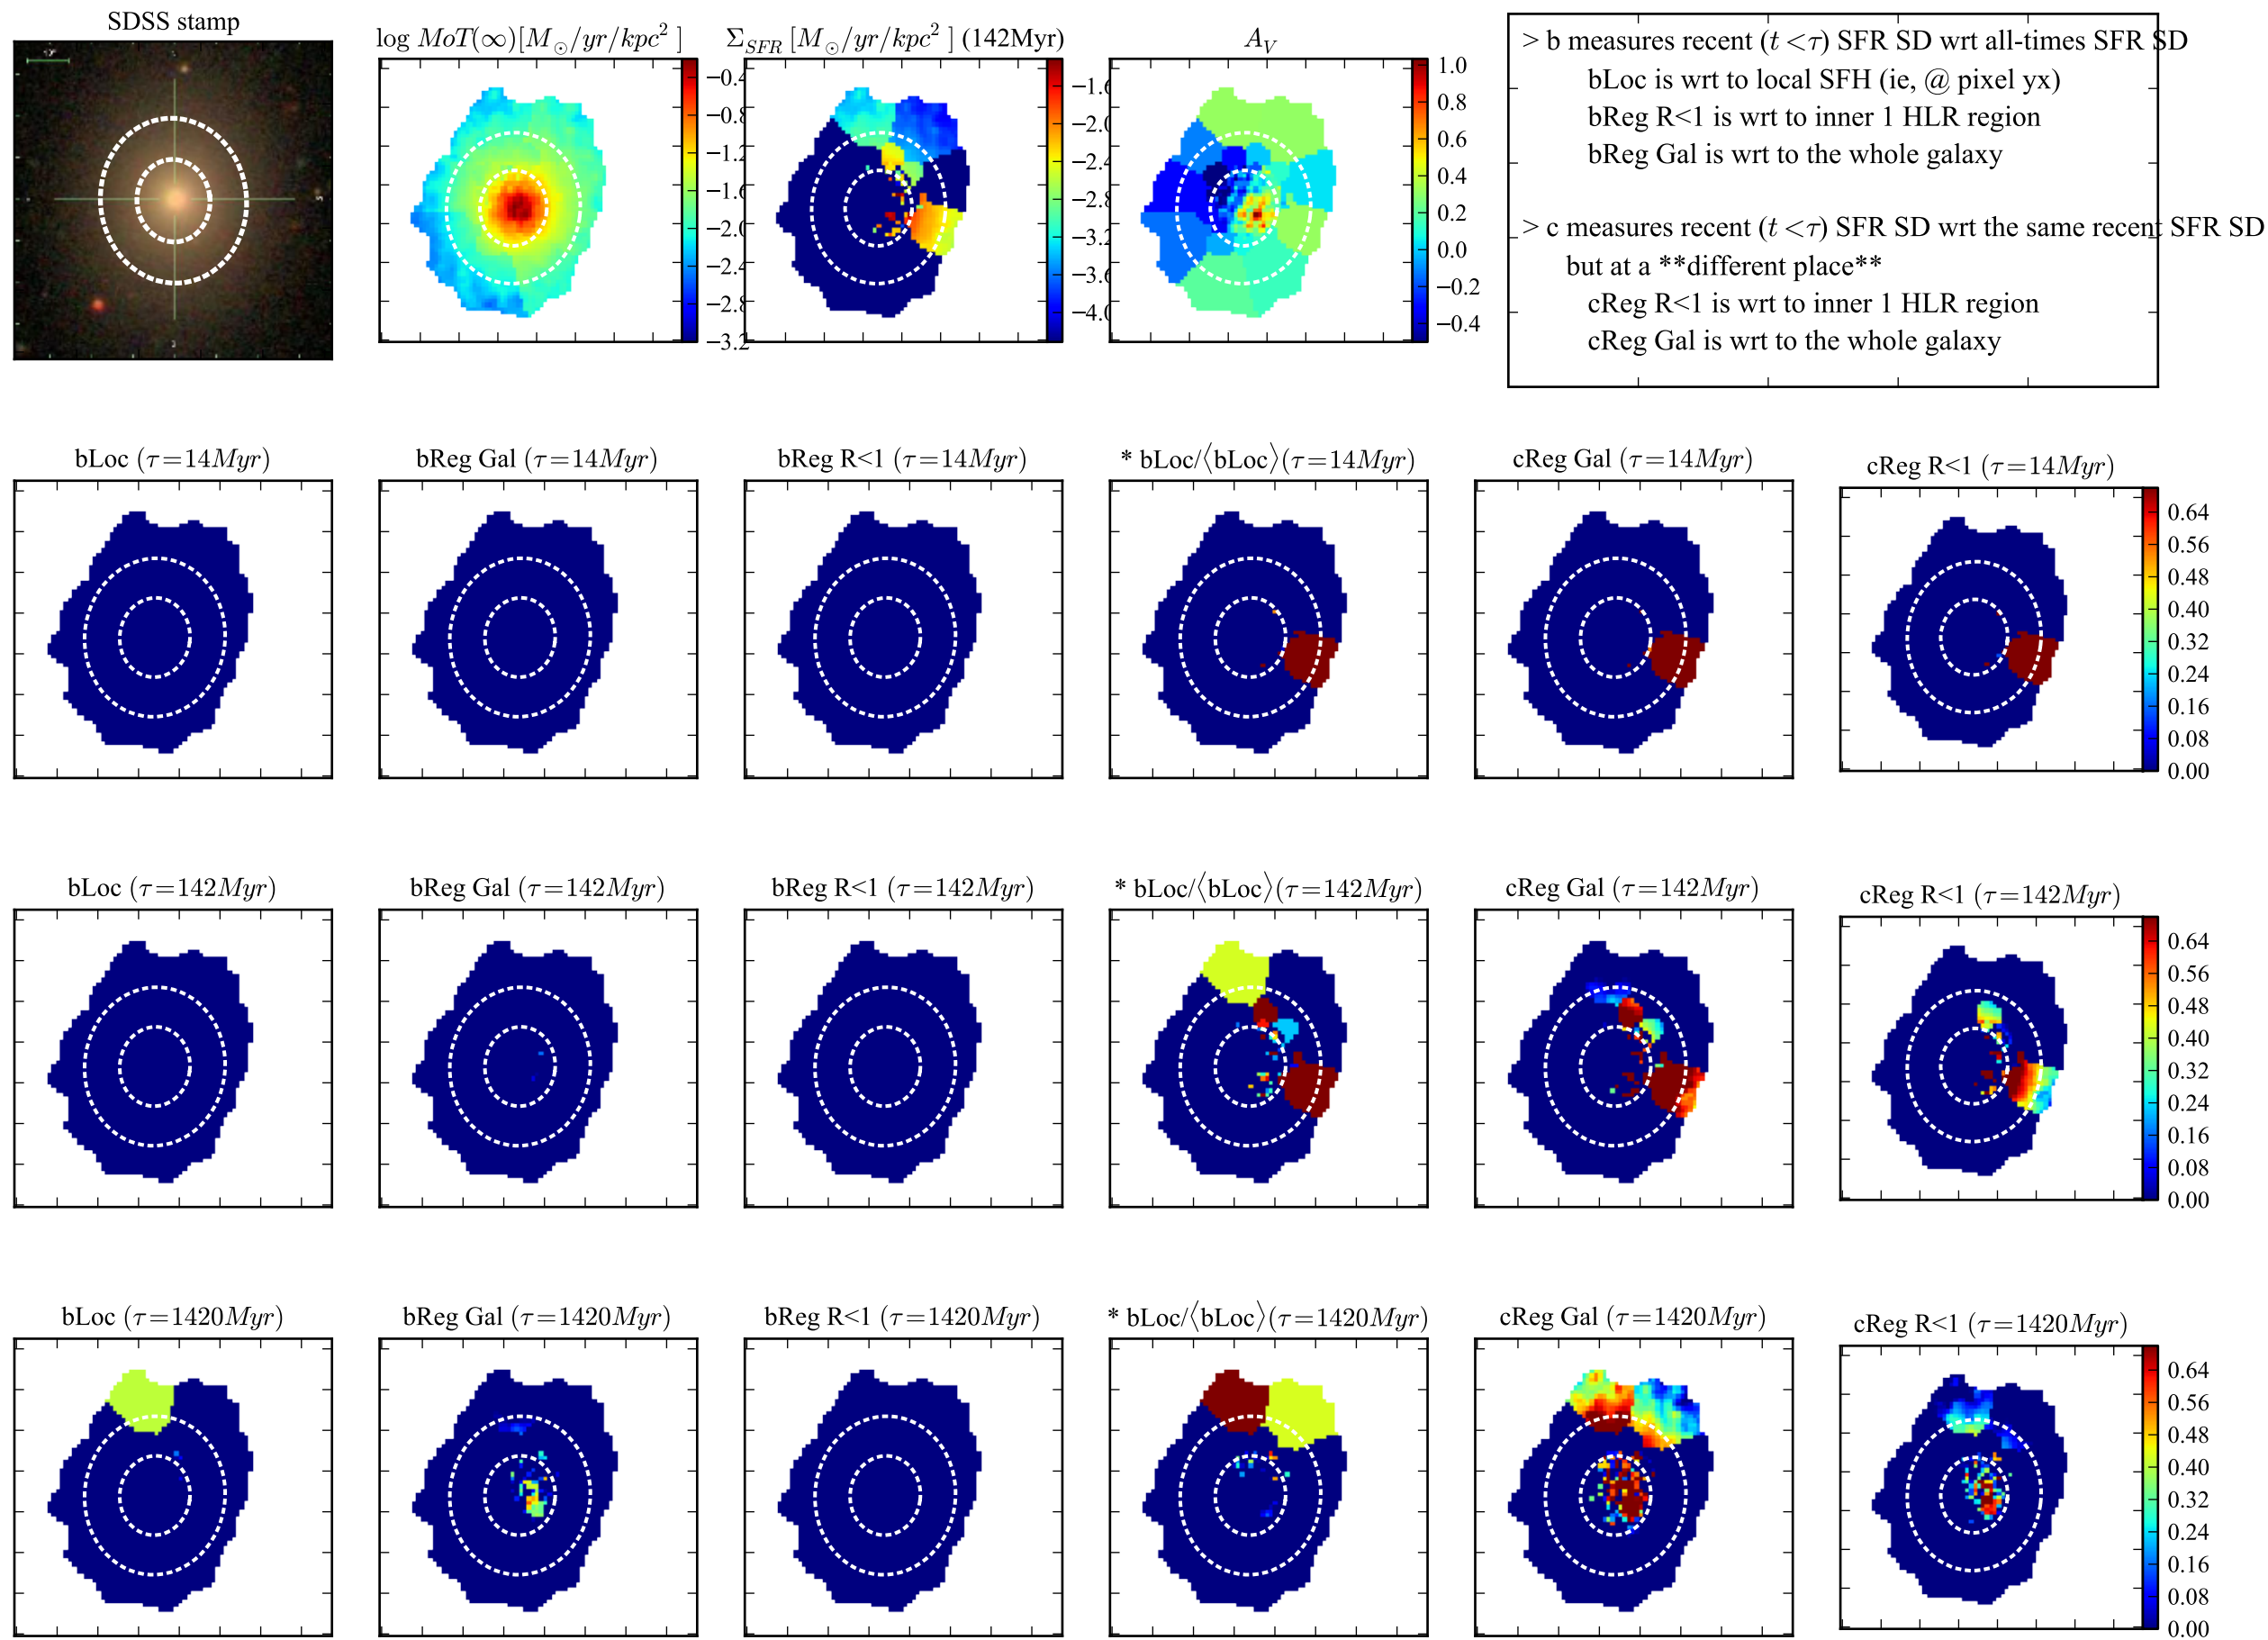 SDSS stamp
log MoT(∞)[M⊙/yr/kpc² ]
Σ_SFR [M⊙/yr/kpc² ] (142Myr)
A_V
−0.4
−0.8
−1.2
−1.6
−2.0
−2.4
−2.8
−3.2
−1.6
−2.0
−2.4
−2.8
−3.2
−3.6
−4.0
1.0
0.8
0.6
0.4
0.2
0.0
−0.2
−0.4
> b measures recent (t <τ) SFR SD wrt all-times SFR SD
bLoc is wrt to local SFH (ie, @ pixel yx)
bReg R<1 is wrt to inner 1 HLR region
bReg Gal is wrt to the whole galaxy
> c measures recent (t <τ) SFR SD wrt the same recent SFR SD
but at a **different place**
cReg R<1 is wrt to inner 1 HLR region
cReg Gal is wrt to the whole galaxy
bLoc (τ=14Myr)
bReg Gal (τ=14Myr)
bReg R<1 (τ=14Myr)
* bLoc/⟨bLoc⟩(τ=14Myr)
cReg Gal (τ=14Myr)
cReg R<1 (τ=14Myr)
0.64
0.56
0.48
0.40
0.32
0.24
0.16
0.08
0.00
bLoc (τ=142Myr)
bReg Gal (τ=142Myr)
bReg R<1 (τ=142Myr)
* bLoc/⟨bLoc⟩(τ=142Myr)
cReg Gal (τ=142Myr)
cReg R<1 (τ=142Myr)
0.64
0.56
0.48
0.40
0.32
0.24
0.16
0.08
0.00
bLoc (τ=1420Myr)
bReg Gal (τ=1420Myr)
bReg R<1 (τ=1420Myr)
* bLoc/⟨bLoc⟩(τ=1420Myr)
cReg Gal (τ=1420Myr)
cReg R<1 (τ=1420Myr)
0.64
0.56
0.48
0.40
0.32
0.24
0.16
0.08
0.00